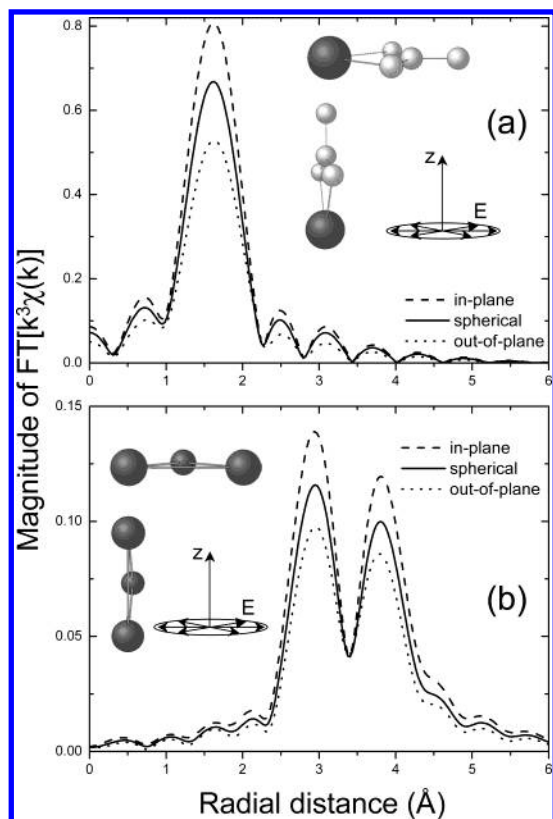 Magnitude of FT[k³χ(k)]
0.8
0.6
0.4
0.2
0.0
(a)
z
E
in-plane
spherical
out-of-plane
0 1 2 3 4 5 6
0.15
0.10
0.05
0.00
(b)
z
E
in-plane
spherical
out-of-plane
0 1 2 3 4 5 6
Radial distance (Å)